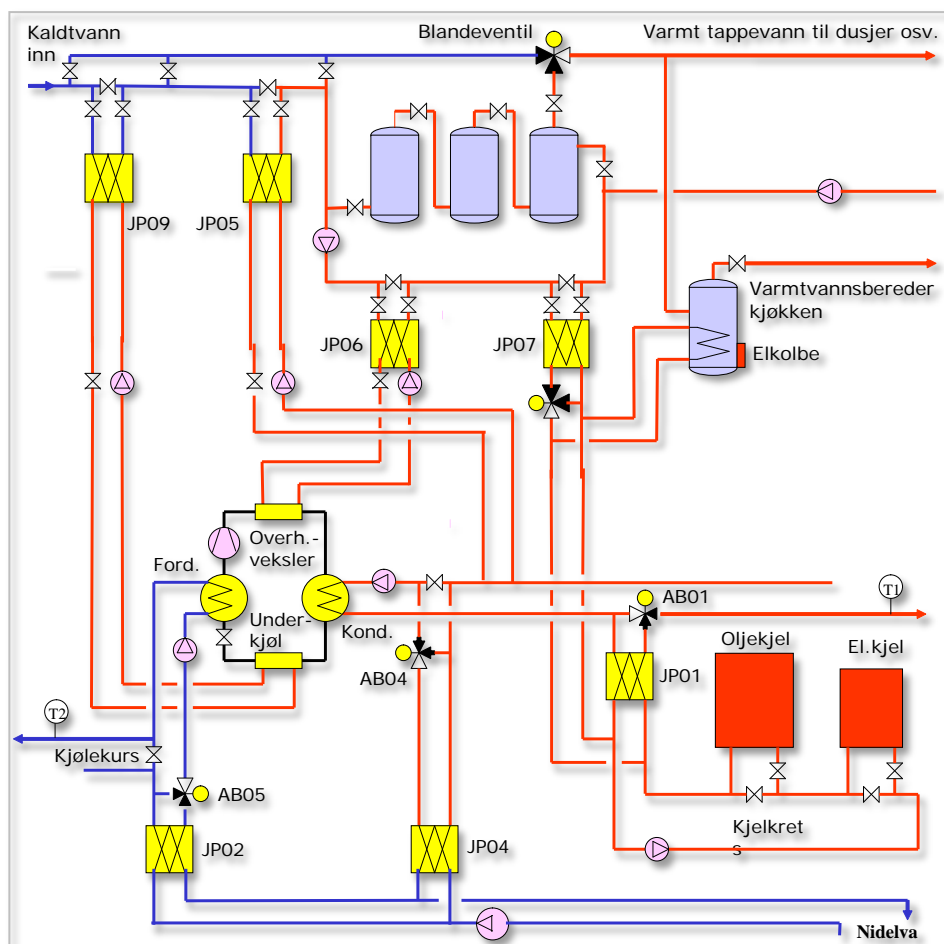 Kaldtvann
inn
Blandeventil
Varmt tappevann til dusjer osv.
JP09
JP05
JP06
JP07
Varmtvannsbereder
kjøkken
Elkolbe
Overh.-
veksler
Ford.
Under-
kjøl
Kond.
AB01
T1
Oljekjel
El.kjel
JP01
AB04
T2
Kjølekurs
AB05
JP02
JP04
Kjelkret
s
Nidelva